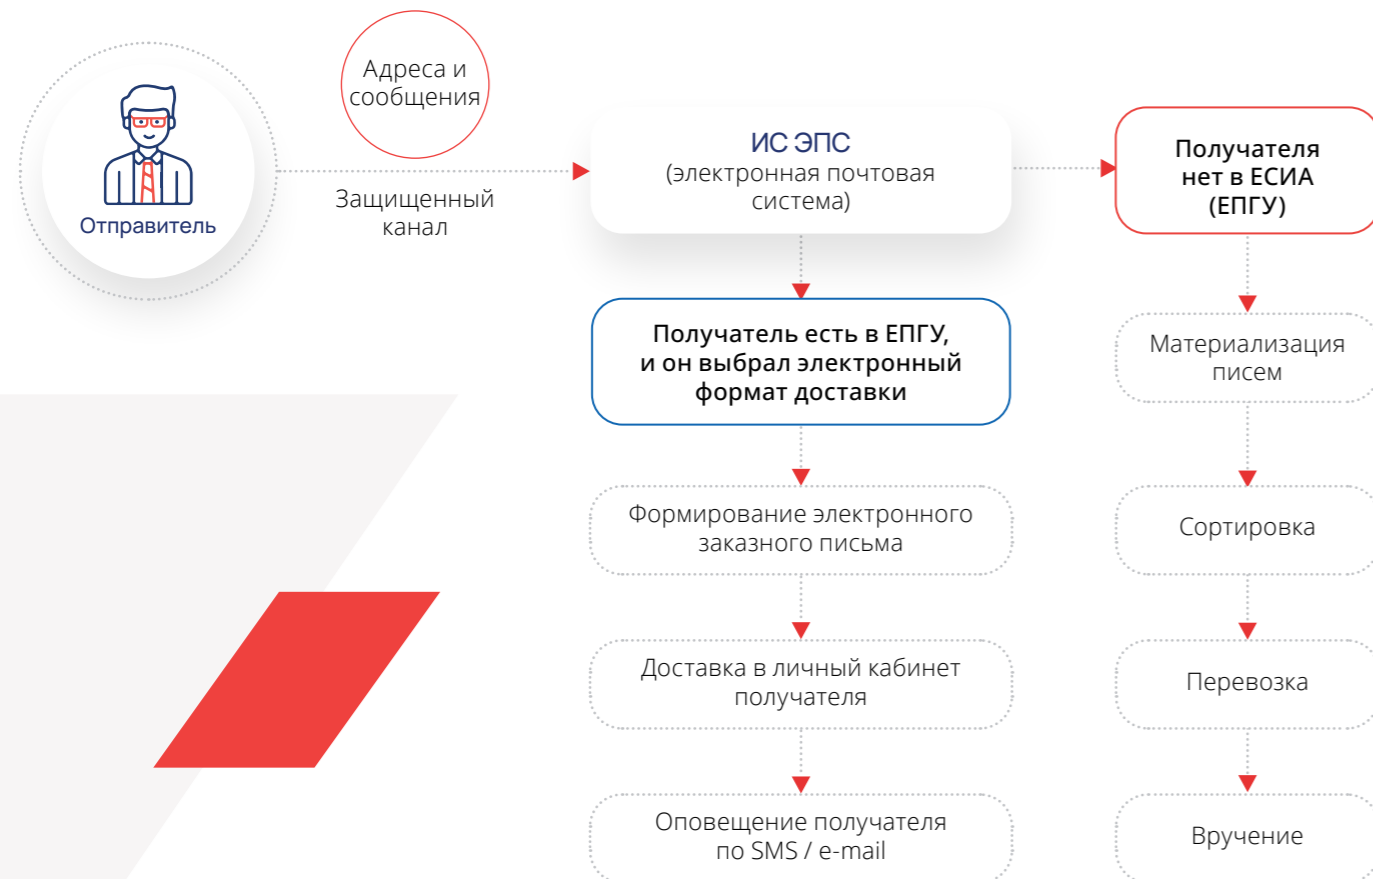 Адреса и
сообщения
Отправитель
Защищенный
канал
ИС ЭПС
(электронная почтовая
система)
Получателя
нет в ЕСИА
(ЕПГУ)
Получатель есть в ЕПГУ,
и он выбрал электронный
формат доставки
Формирование электронного
заказного письма
Доставка в личный кабинет
получателя
Оповещение получателя
по SMS / e-mail
Материализация
писем
Сортировка
Перевозка
Вручение